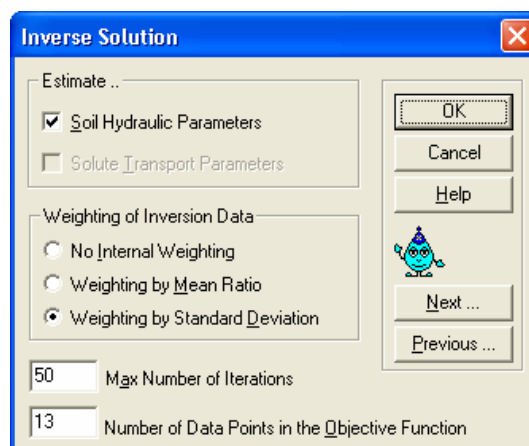 Inverse Solution
Estimate ..
Soil Hydraulic Parameters
Solute Transport Parameters
Weighting of Inversion Data
No Internal Weighting
Weighting by Mean Ratio
Weighting by Standard Deviation
50 Max Number of Iterations
13 Number of Data Points in the Objective Function
OK
Cancel
Help
Next ...
Previous ...